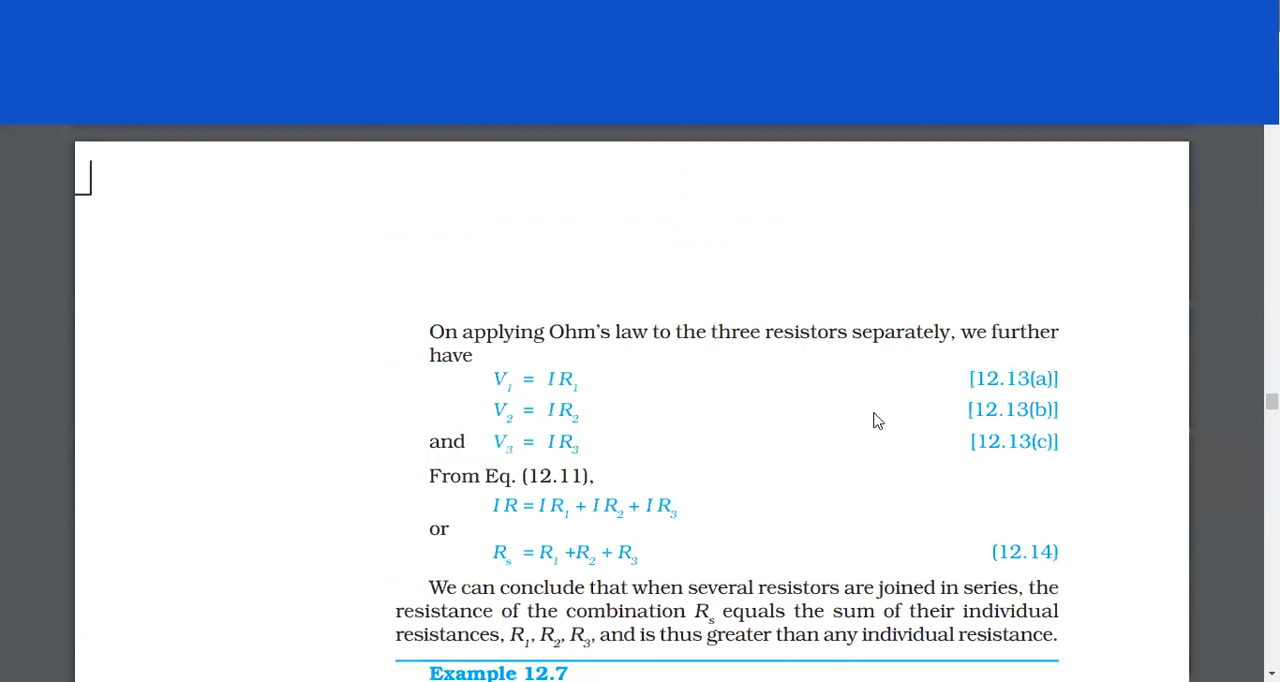 On applying Ohm's law to the three resistors separately, we further
have
V₁ = I R₁ [12.13(a)]
V₂ = I R₂ [12.13(b)]
and V₃ = I R₃ [12.13(c)]
From Eq. (12.11),
I R = I R₁ + I R₂ + I R₃
or
Rₛ = R₁ +R₂ + R₃ (12.14)
We can conclude that when several resistors are joined in series, the
resistance of the combination Rₛ equals the sum of their individual
resistances, R₁, R₂, R₃, and is thus greater than any individual resistance.
Example 12.7